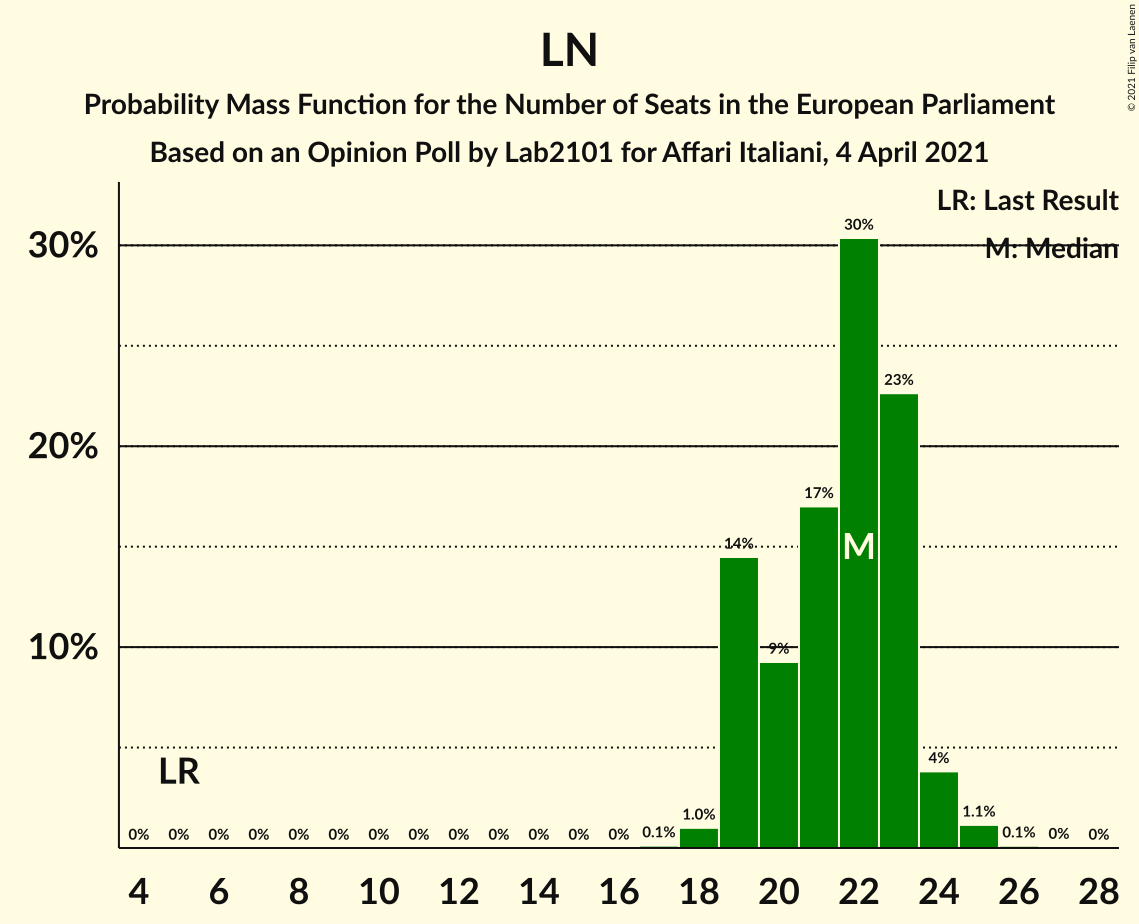 LN
Probability Mass Function for the Number of Seats in the European Parliament
Based on an Opinion Poll by Lab2101 for Affari Italiani, 4 April 2021
© 2021 Filip van Laenen
LR: Last Result
M: Median
30%
20%
10%
30%
23%
17%
14%
M
9%
LR
4%
0% 0% 0% 0% 0% 0% 0% 0% 0% 0% 0% 0% 0% 0.1% 1.0% 1.1% 0.1% 0% 0%
4 6 8 10 12 14 16 18 20 22 24 26 28